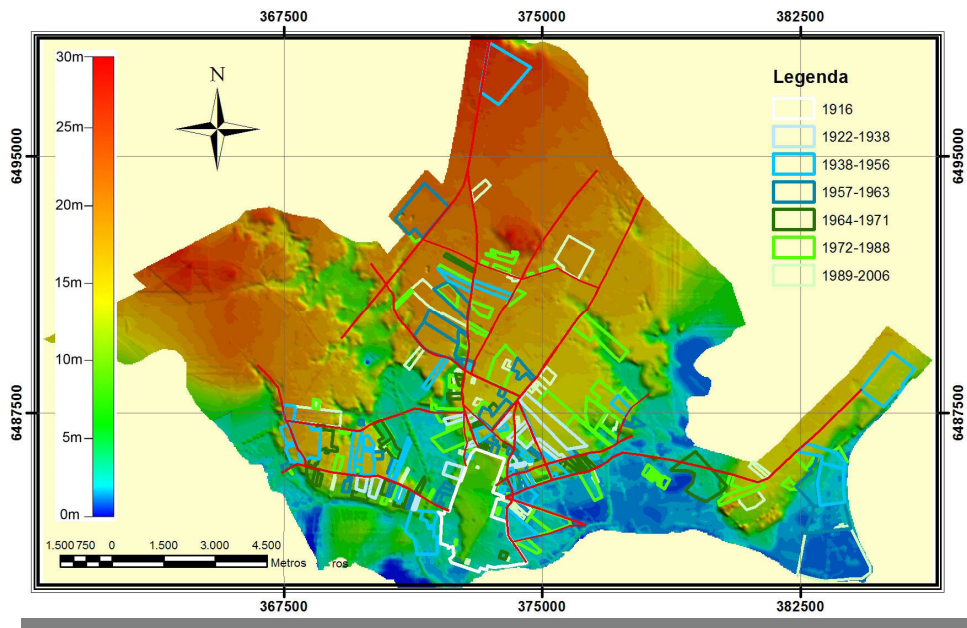 367500 375000 382500
30m
25m
20m
15m
10m
5m
0m
N
Legenda
1916
1922-1938
1938-1956
1957-1963
1964-1971
1972-1988
1989-2006
6495000
6487500
6495000
6487500
1.500 750 0 1.500 3.000 4.500
Metros ros
367500 375000 382500